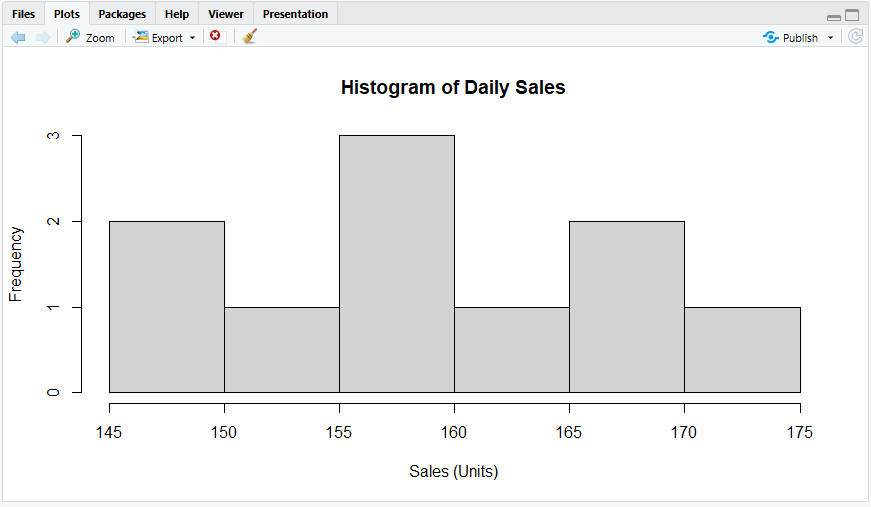 Files Plots Packages Help Viewer Presentation
Zoom Export Publish
Histogram of Daily Sales
3
2
1
0
Frequency
145 150 155 160 165 170 175
Sales (Units)